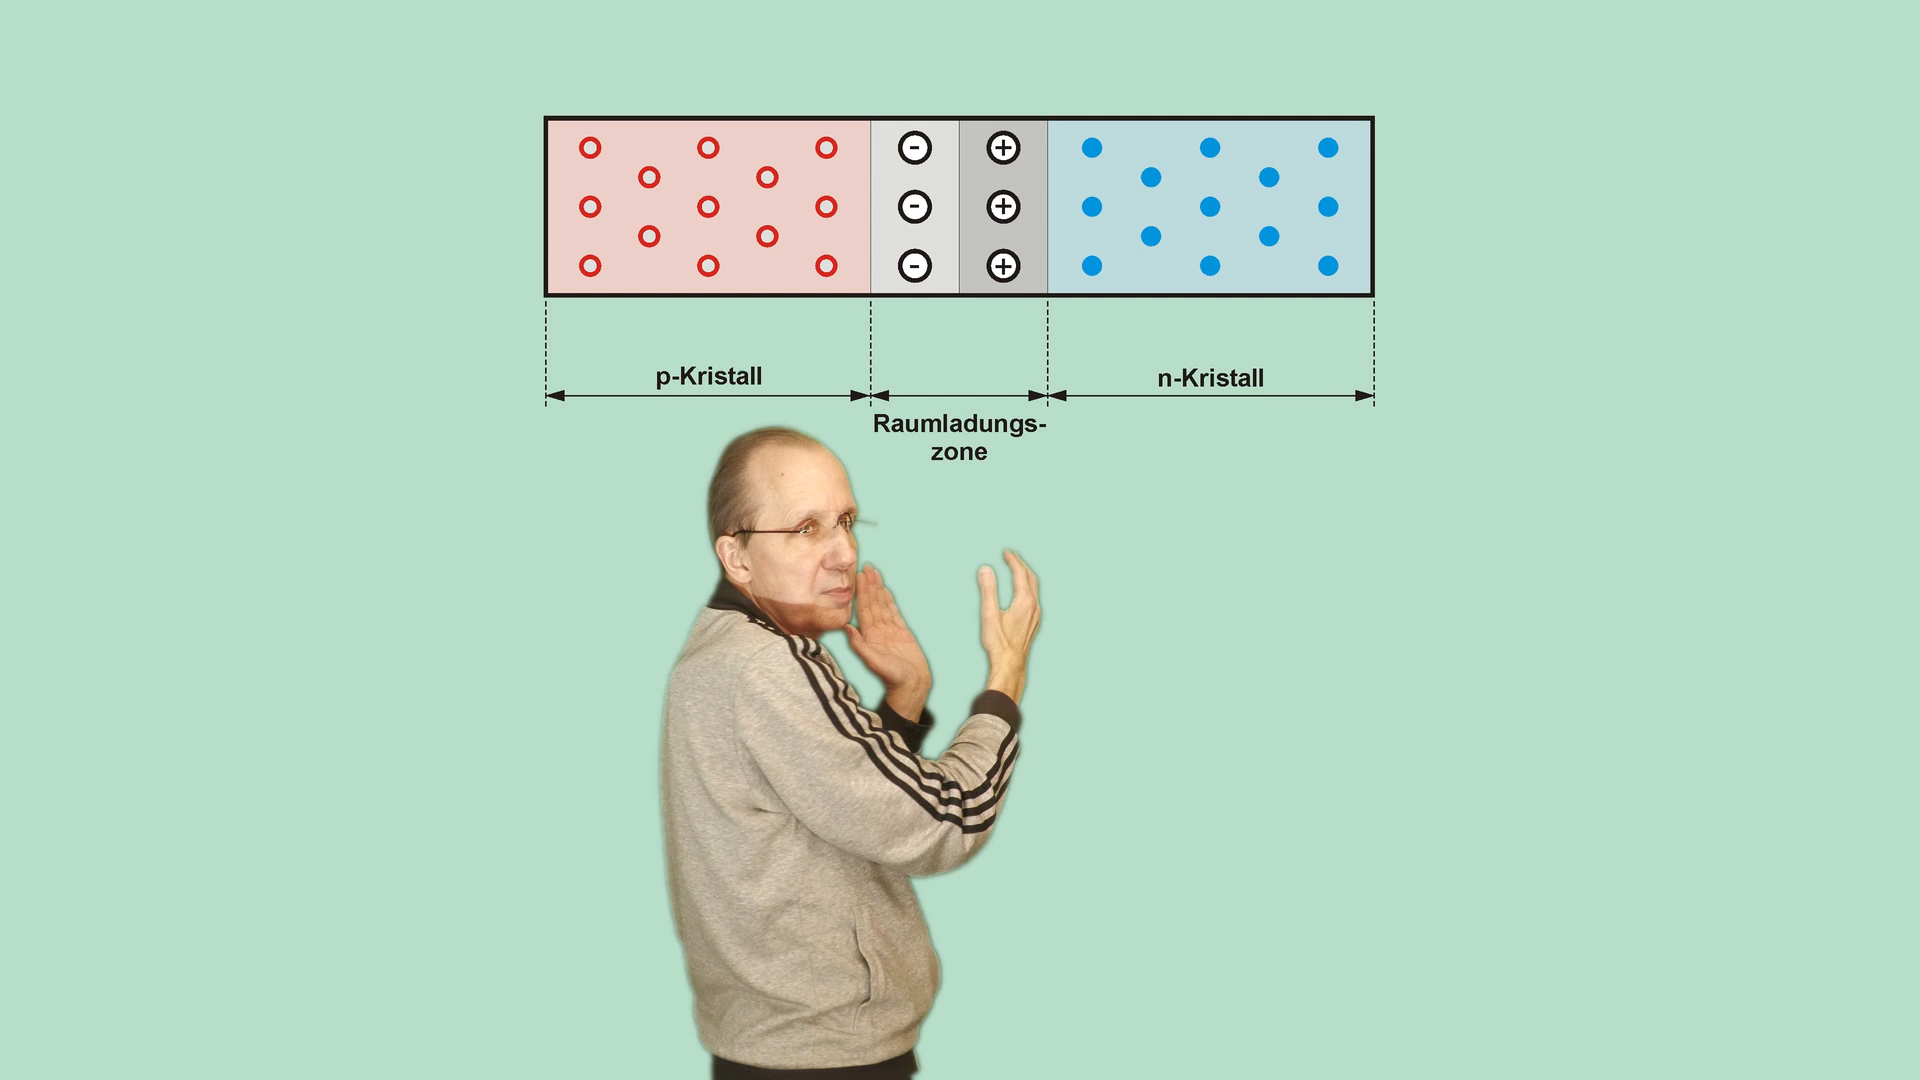 - +
- +
- +
p-Kristall
n-Kristall
Raumladungs-
zone